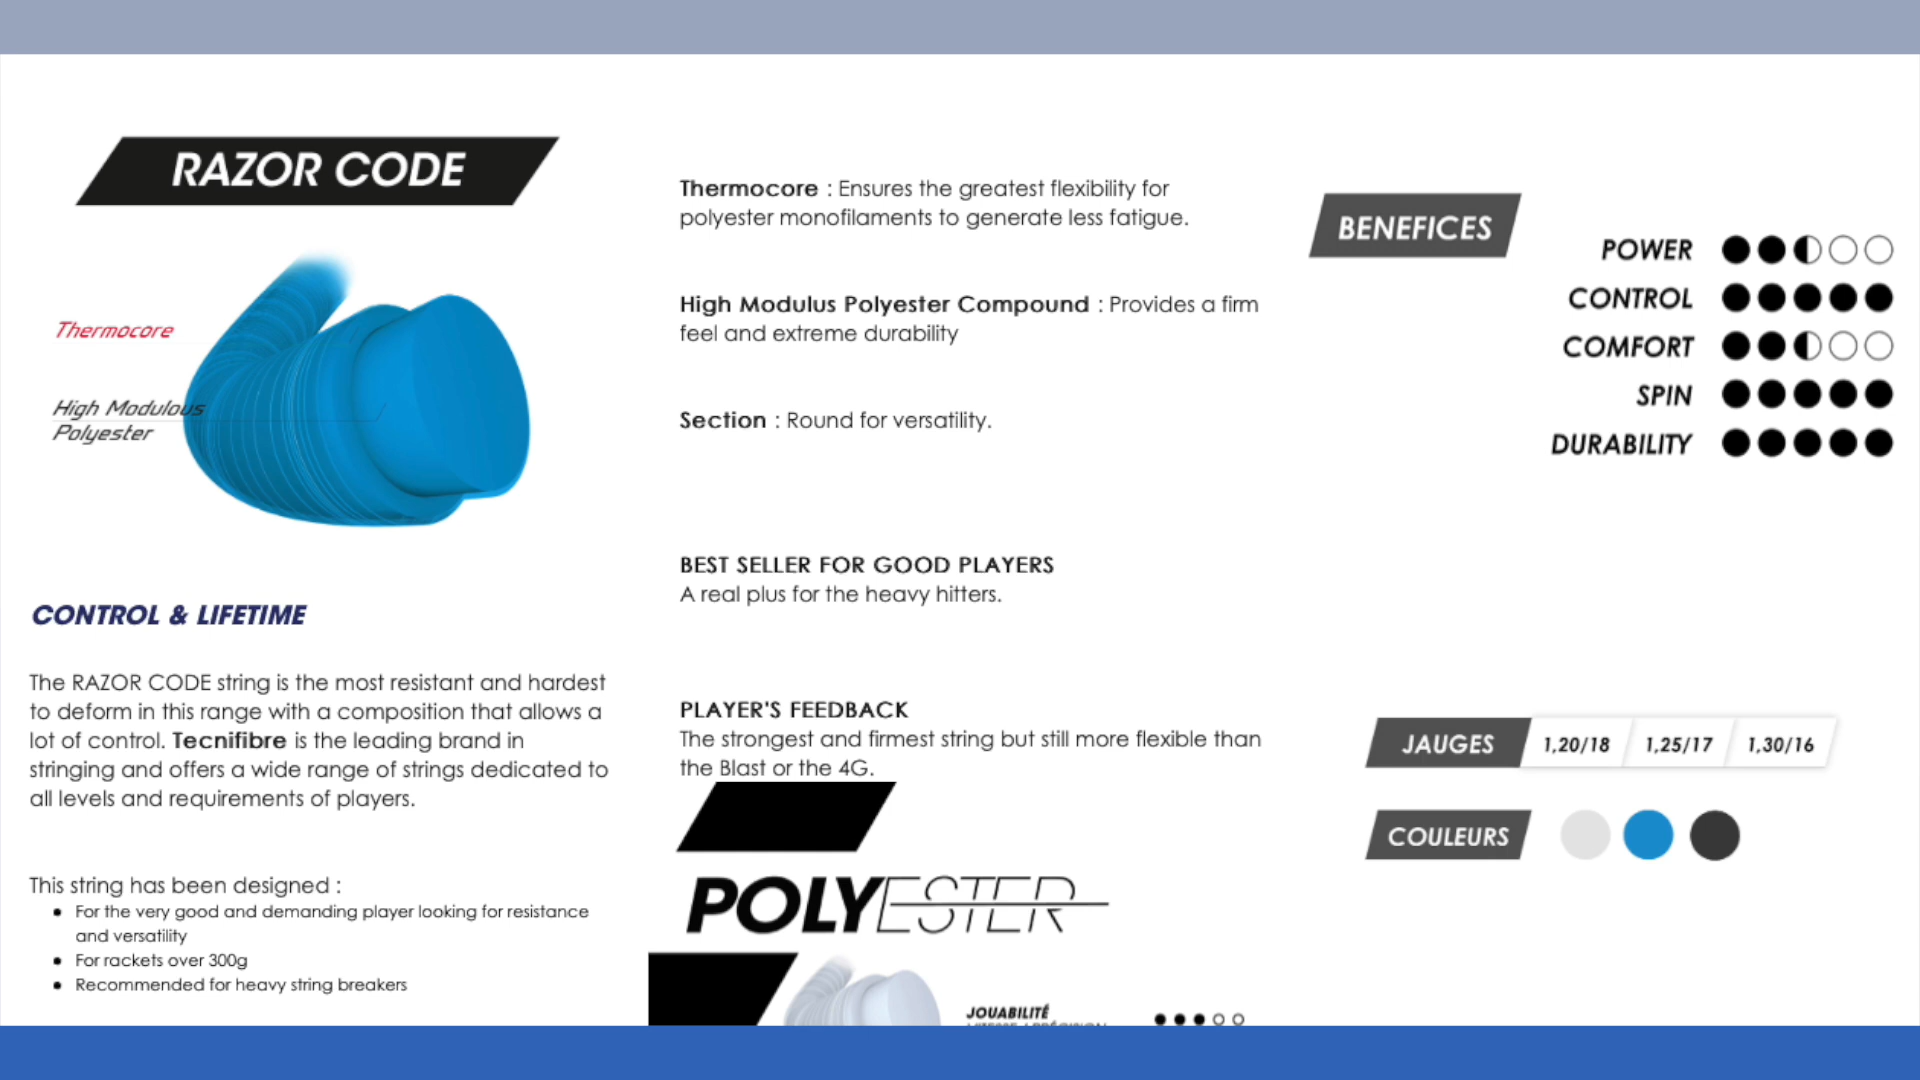 RAZOR CODE
Thermocore
High Modulous
Polyester
CONTROL & LIFETIME
The RAZOR CODE string is the most resistant and hardest
to deform in this range with a composition that allows a
lot of control. Tecnifibre is the leading brand in
stringing and offers a wide range of strings dedicated to
all levels and requirements of players.
This string has been designed :
• For the very good and demanding player looking for resistance
and versatility
• For rackets over 300g
• Recommended for heavy string breakers
Thermocore : Ensures the greatest flexibility for
polyester monofilaments to generate less fatigue.
High Modulus Polyester Compound : Provides a firm
feel and extreme durability
Section : Round for versatility.
BEST SELLER FOR GOOD PLAYERS
A real plus for the heavy hitters.
PLAYER'S FEEDBACK
The strongest and firmest string but still more flexible than
the Blast or the 4G.
POLYESTER
JOUABILITÉ
BENEFICES
POWER
CONTROL
COMFORT
SPIN
DURABILITY
JAUGES 1,20/18 1,25/17 1,30/16
COULEURS